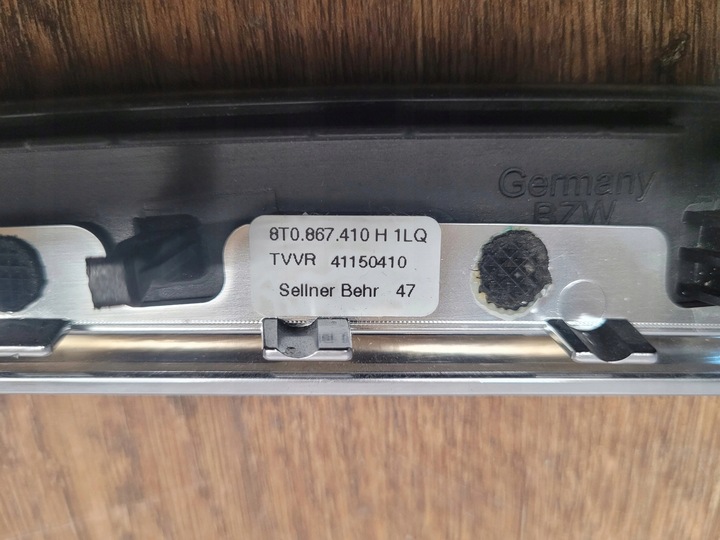 Germany
BZW
8T0.867.410 H 1LQ
TVVR 41150410
Sellner Behr 47